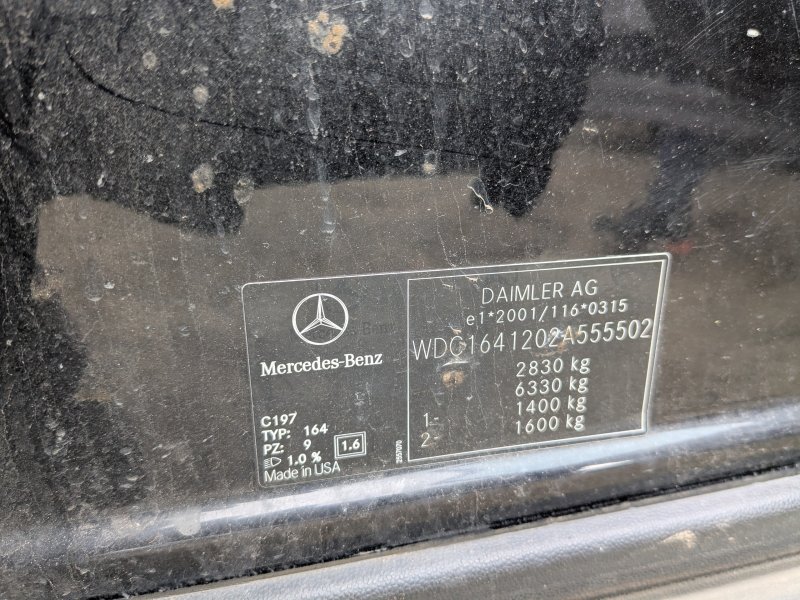 Mercedes-Benz
C197
TYP: 164
PZ: 9
1.0 %
1.6
Made in USA
2557070
DAIMLER AG
e1*2001/116*0315
WDC1641202A555502
2830 kg
6330 kg
1- 1400 kg
2- 1600 kg